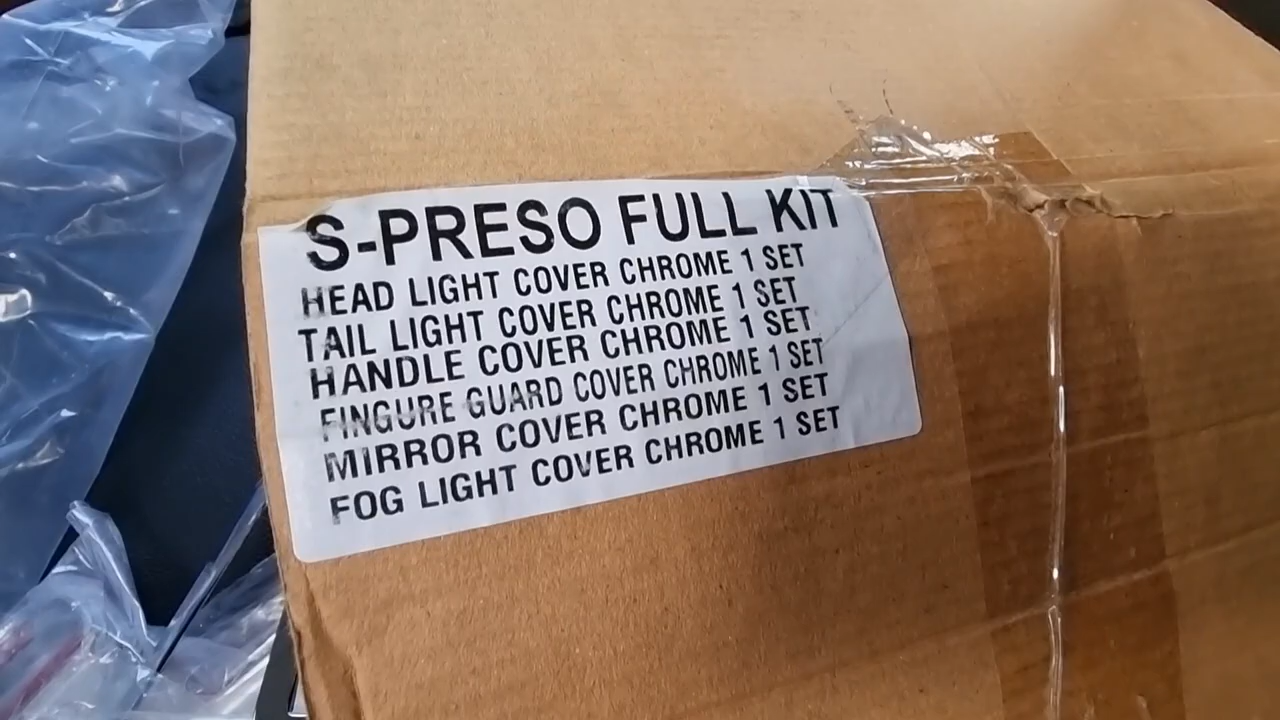 S-PRESO FULL KIT
HEAD LIGHT COVER CHROME 1 SET
TAIL LIGHT COVER CHROME 1 SET
HANDLE COVER CHROME 1 SET
FINGURE GUARD COVER CHROME 1 SET
MIRROR COVER CHROME 1 SET
FOG LIGHT COVER CHROME 1 SET